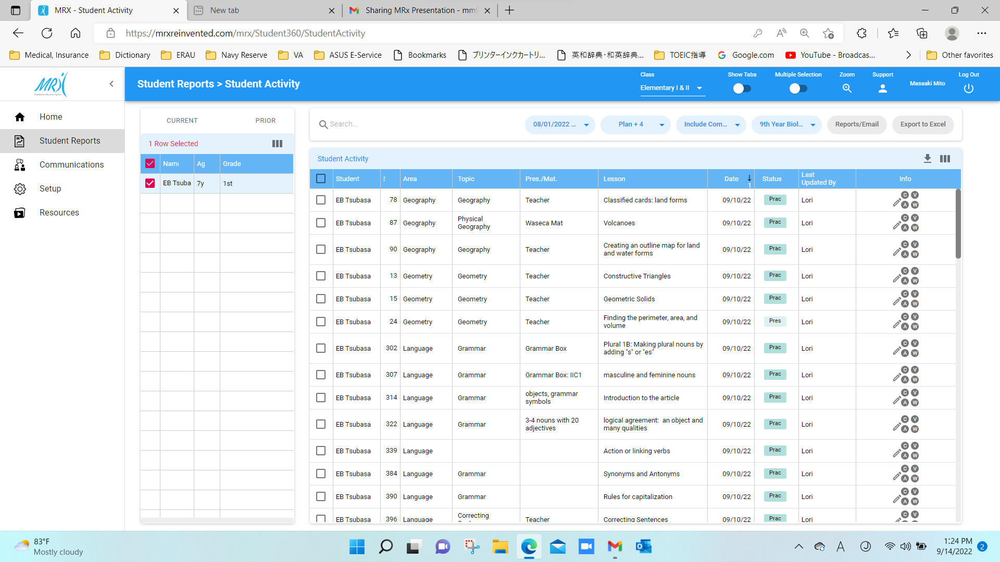 MRX - Student Activity
New tab
Sharing MRx Presentation - mm9
https://mrxreinvented.com/mrx/Student360/StudentActivity
Medical, Insurance
Dictionary
ERAU
Navy Reserve
VA
ASUS E-Service
Bookmarks
プリンターインクカートリ...
英和辞典・和英辞典...
TOEIC指導
Google.com
YouTube - Broadcas...
Other favorites
MRX
Student Reports > Student Activity
Class
Elementary I & II
Show Tabs
Multiple Selection
Zoom
Support
Masaaki Mito
Log Out
Home
Student Reports
Communications
Setup
Resources
CURRENT PRIOR
1 Row Selected
Name Ag Grade
EB Tsuba 7y 1st
Search...
08/01/2022 ...
Plan + 4
Include Com...
9th Year Biol...
Reports/Email
Export to Excel
Student Activity
Student Area Topic Pres./Mat. Lesson Date 1 Status Last
Updated By Info
EB Tsubasa 78 Geography Geography Teacher Classified cards: land forms 09/10/22 Prac Lori C V A W
EB Tsubasa 87 Geography Physical
Geography Waseca Mat Volcanoes 09/10/22 Prac Lori C V A W
EB Tsubasa 90 Geography Geography Teacher Creating an outline map for land
and water forms 09/10/22 Prac Lori C V A W
EB Tsubasa 13 Geometry Geometry Teacher Constructive Triangles 09/10/22 Prac Lori C V A W
EB Tsubasa 15 Geometry Geometry Teacher Geometric Solids 09/10/22 Prac Lori C V A W
EB Tsubasa 24 Geometry Geometry Teacher Finding the perimeter, area, and
volume 09/10/22 Pres Lori C V A W
EB Tsubasa 302 Language Grammar Grammar Box Plural 1B: Making plural nouns by
adding "s" or "es" 09/10/22 Prac Lori C V A W
EB Tsubasa 307 Language Grammar Grammar Box: IIC1 masculine and feminine nouns 09/10/22 Prac Lori C V A W
EB Tsubasa 314 Language Grammar objects, grammar
symbols Introduction to the article 09/10/22 Prac Lori C V A W
EB Tsubasa 322 Language Grammar 3-4 nouns with 20
adjectives logical agreement: an object and
many qualities 09/10/22 Prac Lori C V A W
EB Tsubasa 339 Language Action or linking verbs 09/10/22 Prac Lori C V A W
EB Tsubasa 384 Language Grammar Synonyms and Antonyms 09/10/22 Prac Lori C V A W
EB Tsubasa 390 Language Grammar Rules for capitalization 09/10/22 Prac Lori C V A W
EB Tsubasa 396 Language Correcting Teacher Correcting Sentences 09/10/22 Prac Lori C V
83°F
Mostly cloudy
A
J
1:24 PM
9/14/2022
2